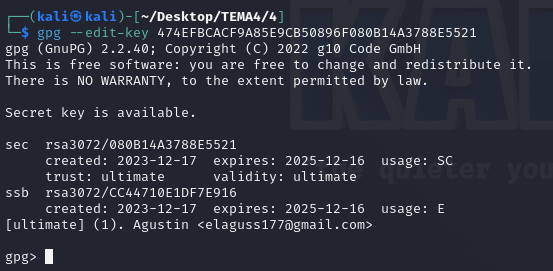 (kali㉿kali)-[~/Desktop/TEMA4/4]
$ gpg --edit-key 474EFBCACF9A85E9CB50896F080B14A3788E5521
gpg (GnuPG) 2.2.40; Copyright (C) 2022 g10 Code GmbH
This is free software: you are free to change and redistribute it.
There is NO WARRANTY, to the extent permitted by law.

Secret key is available.

sec  rsa3072/080B14A3788E5521
     created: 2023-12-17  expires: 2025-12-16  usage: SC
     trust: ultimate      validity: ultimate
ssb  rsa3072/CC44710E1DF7E916
     created: 2023-12-17  expires: 2025-12-16  usage: E
[ultimate] (1). Agustin <elaguss177@gmail.com>

gpg>
KAL
the quieter you